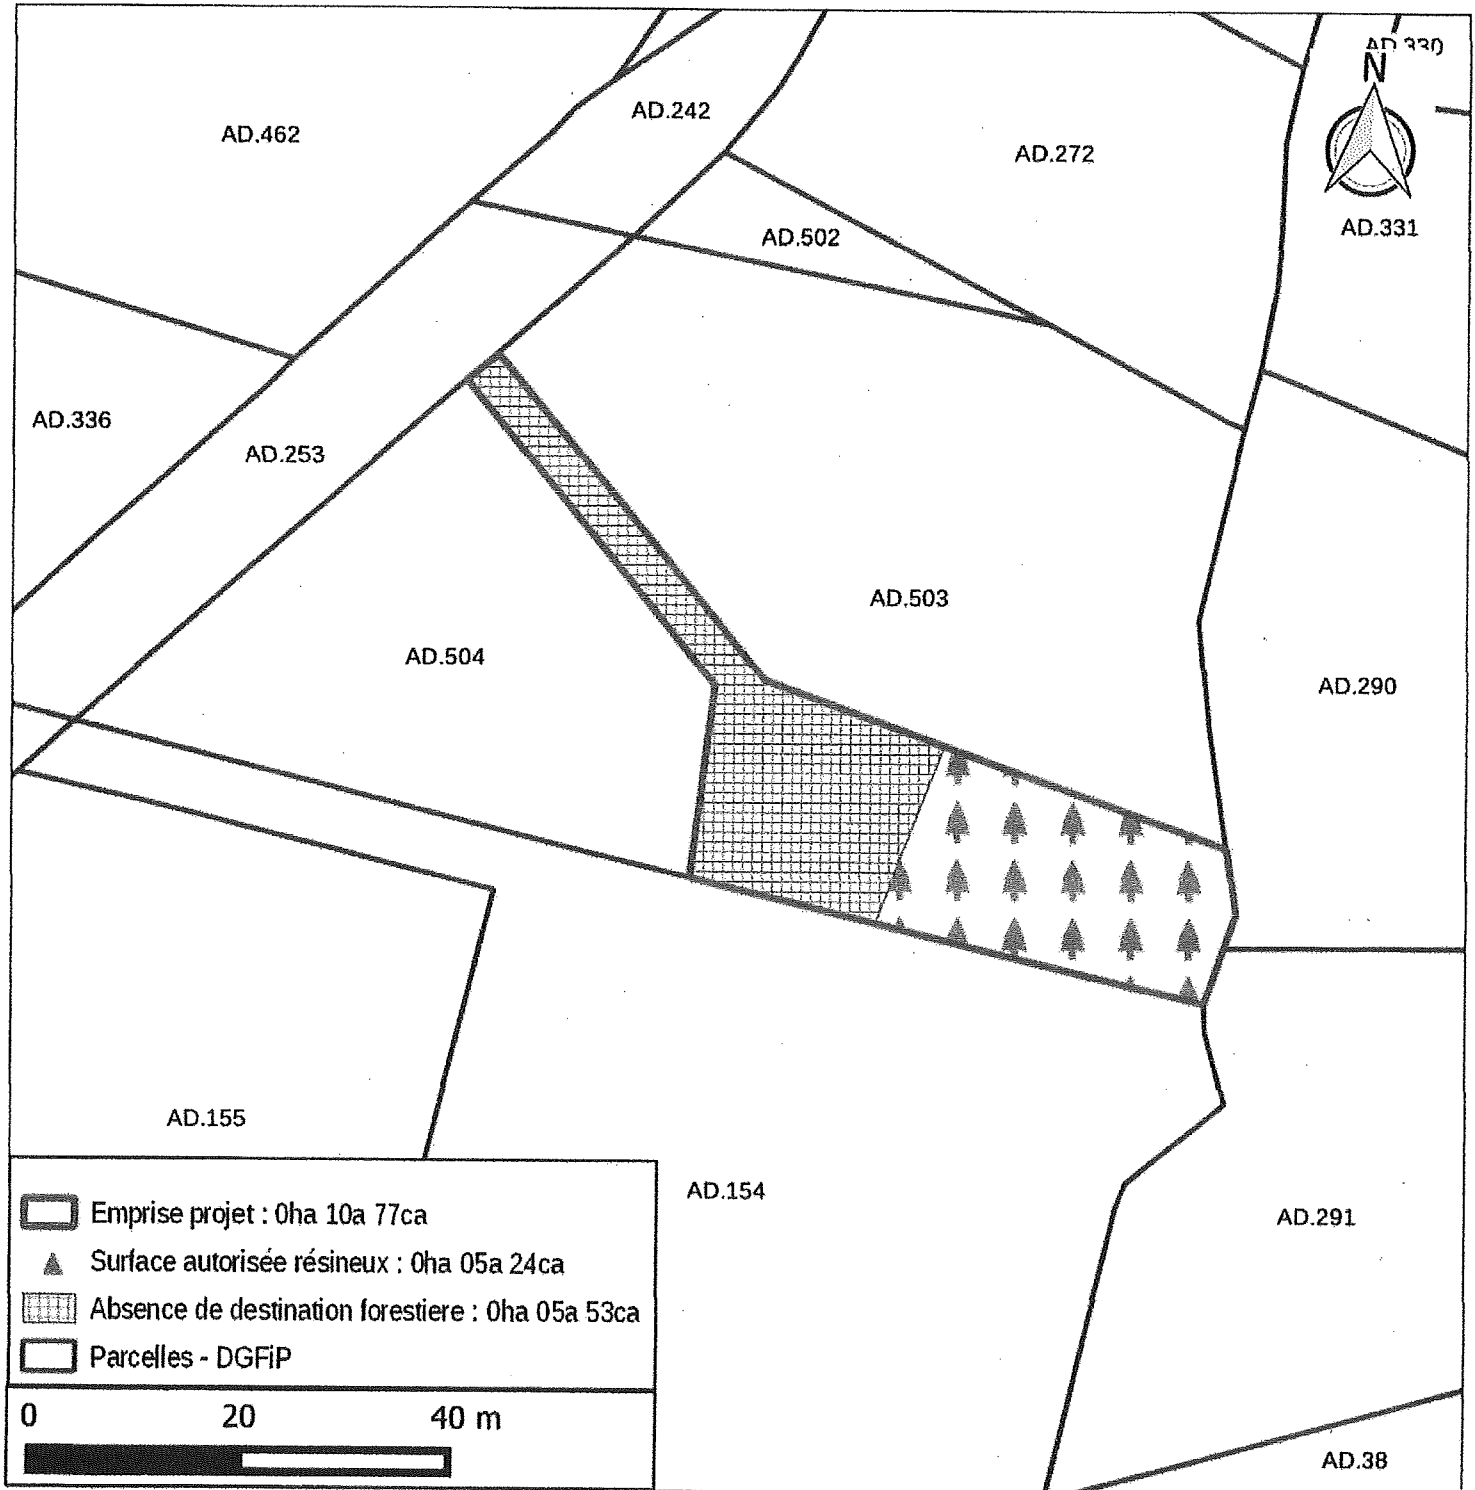 AD.330
N
AD.242
AD.462
AD.272
AD.331
AD.502
AD.336
AD.253
AD.503
AD.504
AD.290
AD.155
AD.154
AD.291
Emprise projet : 0ha 10a 77ca
Surface autorisée résineux : 0ha 05a 24ca
Absence de destination forestiere : 0ha 05a 53ca
Parcelles - DGFiP
0 20 40 m
AD.38